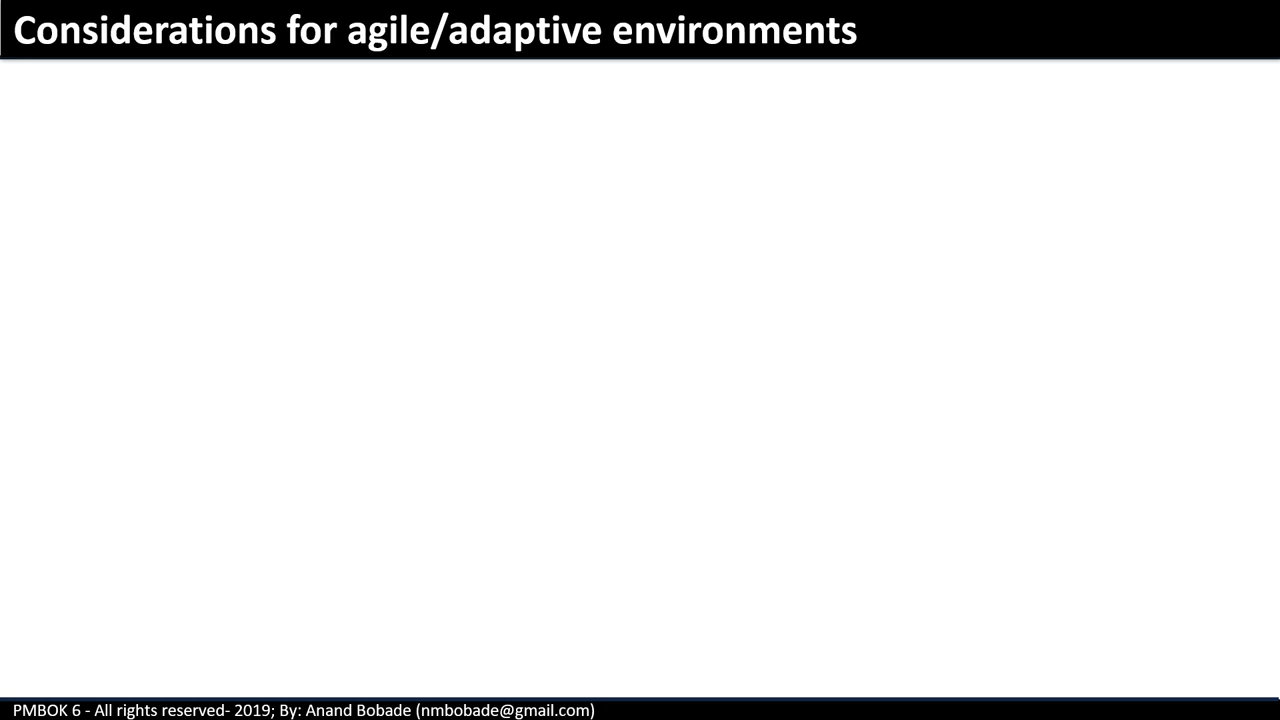 Considerations for agile/adaptive environments
PMBOK 6 - All rights reserved- 2019; By: Anand Bobade (nmbobade@gmail.com)